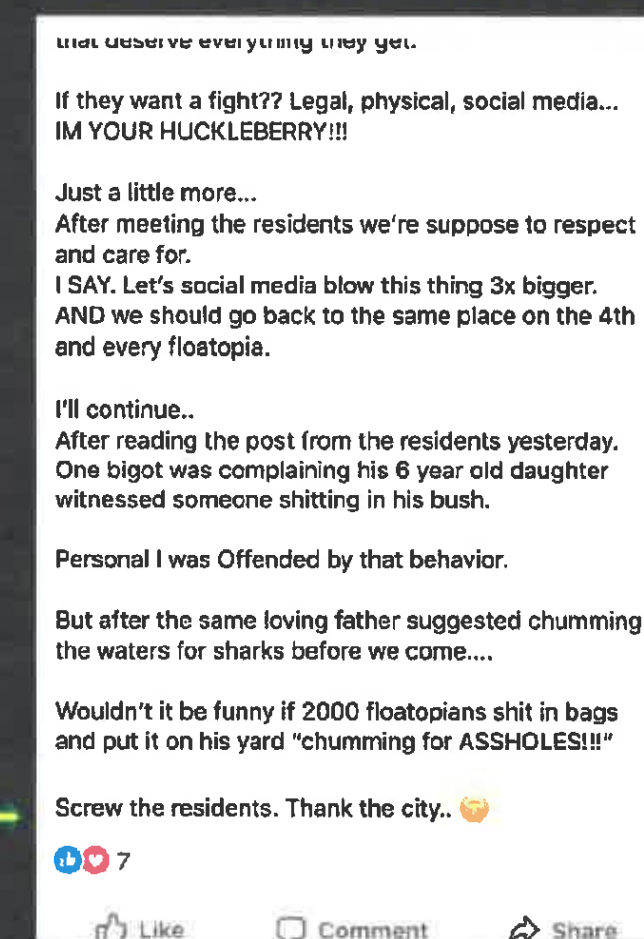 that deserve everything they get.
If they want a fight?? Legal, physical, social media...
IM YOUR HUCKLEBERRY!!!
Just a little more...
After meeting the residents we're suppose to respect
and care for.
I SAY. Let's social media blow this thing 3x bigger.
AND we should go back to the same place on the 4th
and every floatopia.
I'll continue..
After reading the post from the residents yesterday.
One bigot was complaining his 6 year old daughter
witnessed someone shitting in his bush.
Personal I was Offended by that behavior.
But after the same loving father suggested chumming
the waters for sharks before we come....
Wouldn't it be funny if 2000 floatopians shit in bags
and put it on his yard "chumming for ASSHOLES!!!"
Screw the residents. Thank the city..
7
Like Comment Share